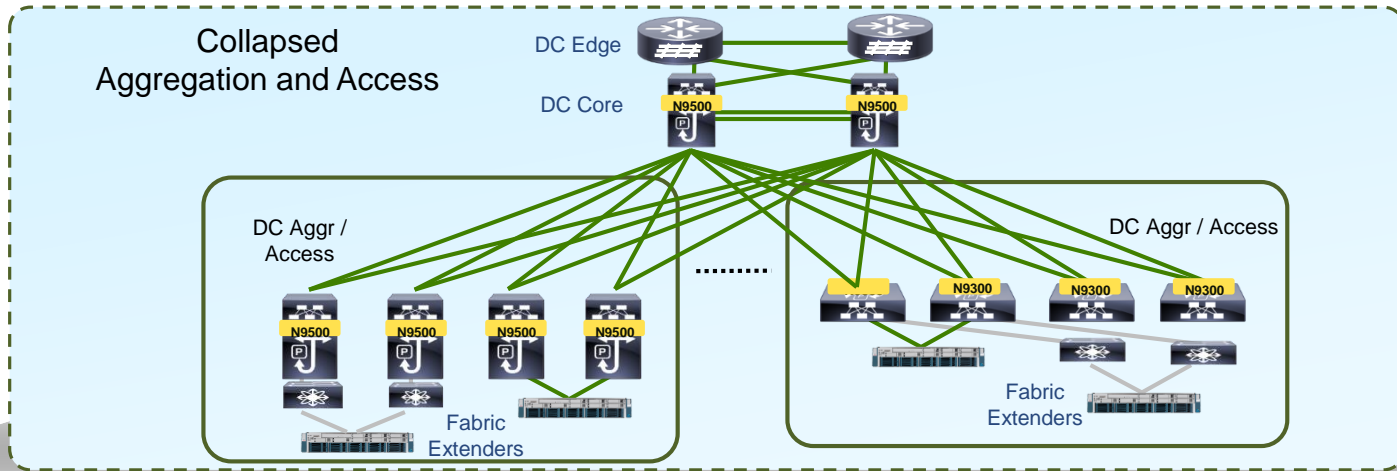 Collapsed
Aggregation and Access
DC Edge
DC Core
N9500
N9500
DC Aggr /
Access
DC Aggr / Access
N9500
N9500
N9500
N9500
N9300
N9300
N9300
P
P
P
P
P
P
Fabric
Extenders
Fabric
Extenders